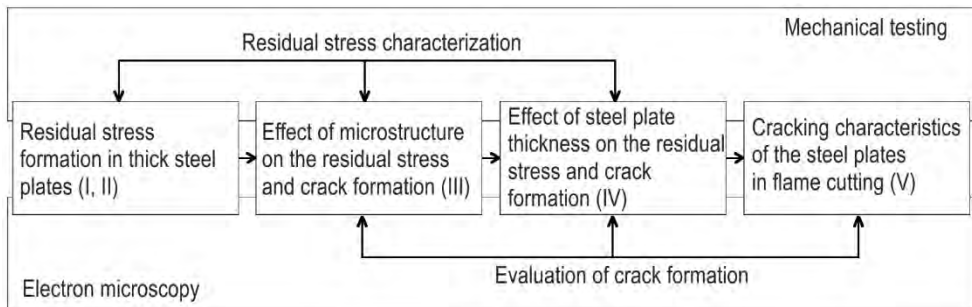 Mechanical testing
Residual stress characterization
Residual stress
formation in thick steel
plates (I, II)
Effect of microstructure
on the residual stress
and crack formation (III)
Effect of steel plate
thickness on the residual
stress and crack
formation (IV)
Cracking characteristics
of the steel plates
in flame cutting (V)
Evaluation of crack formation
Electron microscopy